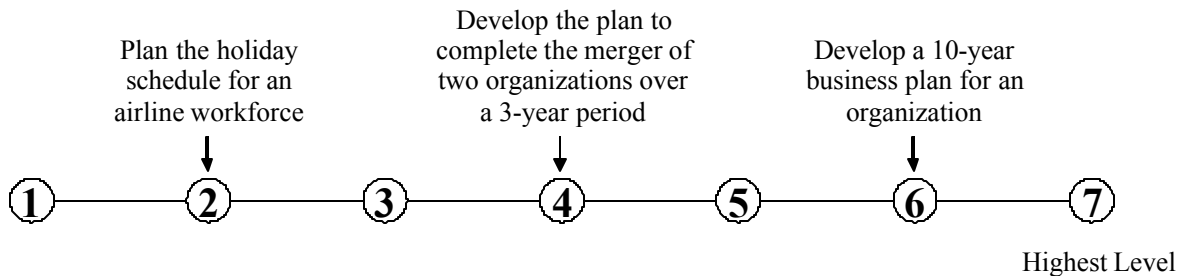 Plan the holiday
schedule for an
airline workforce
Develop the plan to
complete the merger of
two organizations over
a 3-year period
Develop a 10-year
business plan for an
organization
1 2 3 4 5 6 7
Highest Level